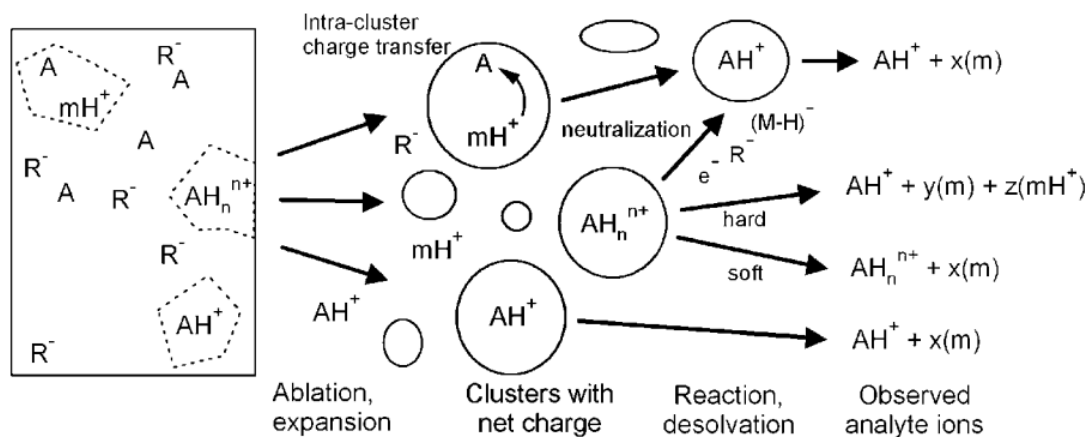 A
mH⁺
R⁻
A
A
R⁻
A
R⁻
AHₙⁿ⁺
R⁻
AH⁺
R⁻
Intra-cluster
charge transfer
A
mH⁺
R⁻
mH⁺
AH⁺
AH⁺
neutralization
AHₙⁿ⁺
AH⁺
e⁻
R⁻
(M-H)⁻
hard
soft
AH⁺ + x(m)
AH⁺ + y(m) + z(mH⁺)
AHₙⁿ⁺ + x(m)
AH⁺ + x(m)
Ablation,
expansion
Clusters with
net charge
Reaction,
desolvation
Observed
analyte ions